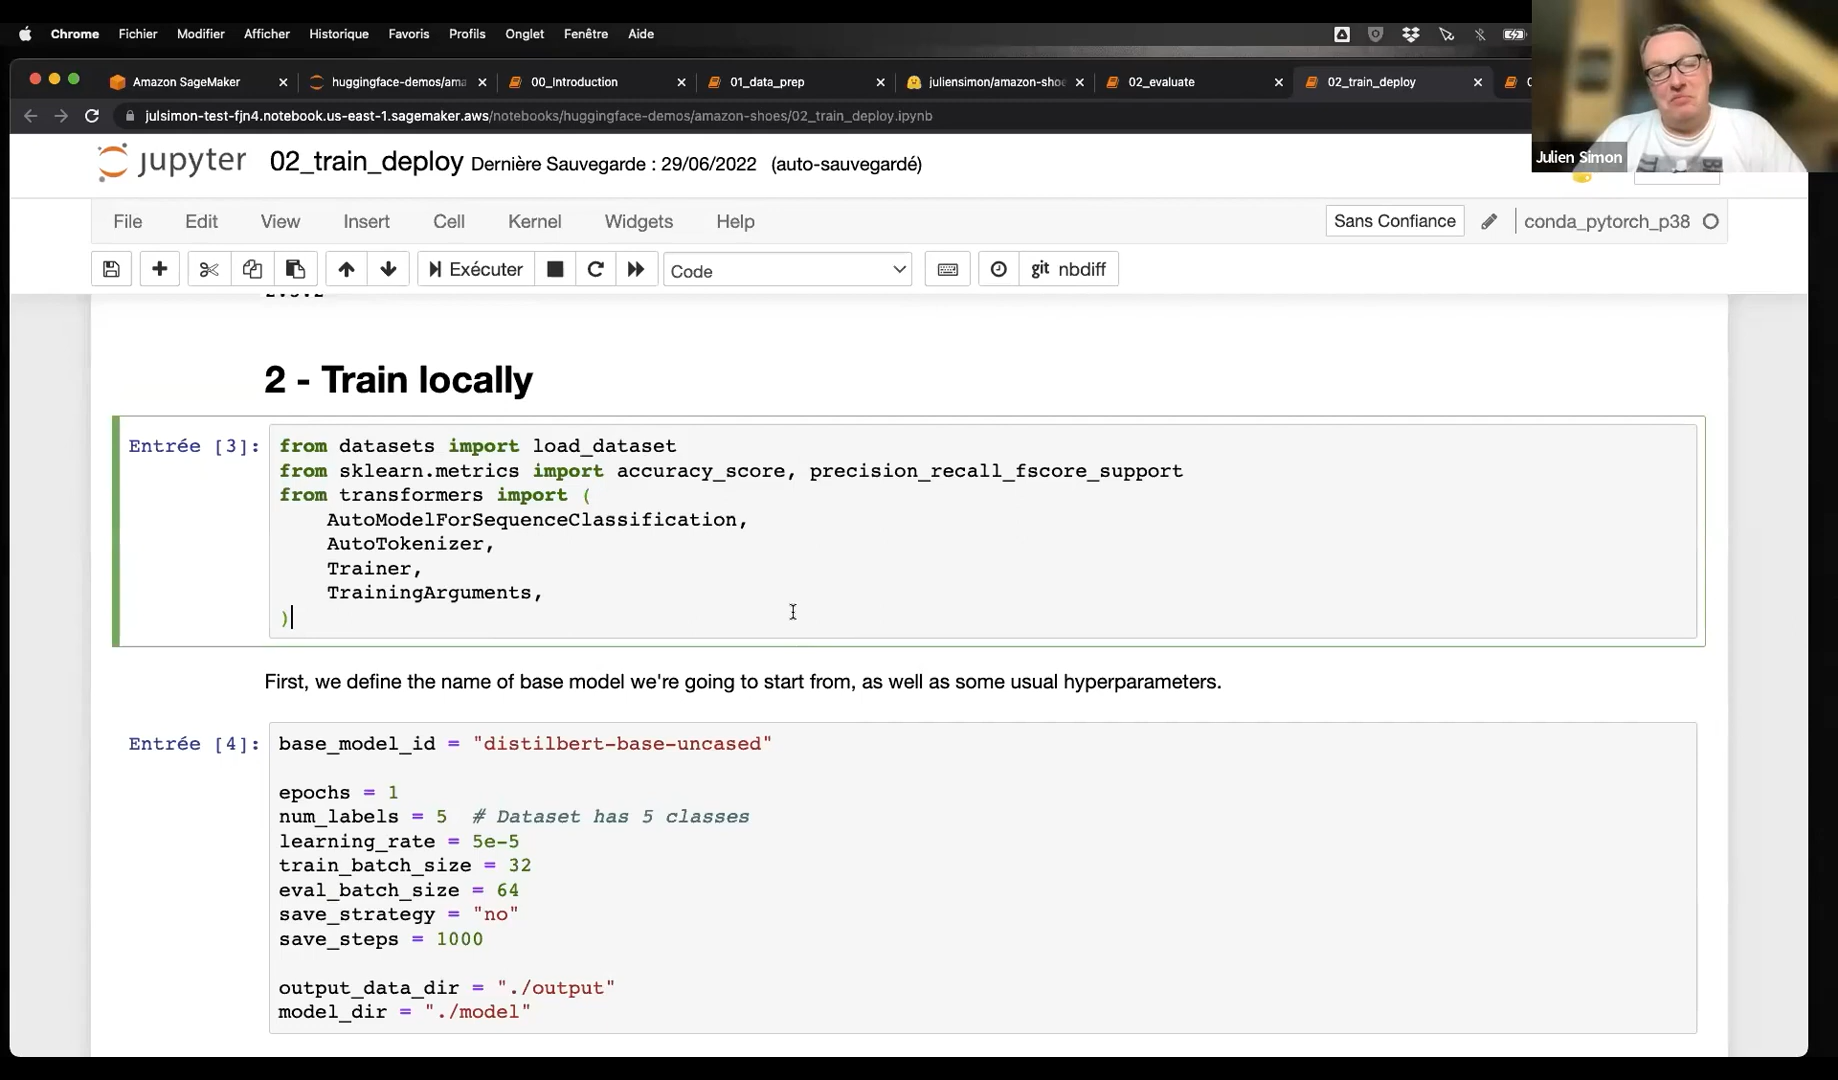 Chrome Fichier Modifier Afficher Historique Favoris Profils Onglet Fenêtre Aide
Amazon SageMaker
huggingface-demos/ama
00_Introduction
01_data_prep
juliensimon/amazon-sho
02_evaluate
02_train_deploy
julsimon-test-fjn4.notebook.us-east-1.sagemaker.aws/notebooks/huggingface-demos/amazon-shoes/02_train_deploy.ipynb
Julien Simon
jupyter 02_train_deploy Dernière Sauvegarde : 29/06/2022 (auto-sauvegardé)
File Edit View Insert Cell Kernel Widgets Help
Sans Confiance
conda_pytorch_p38
Exécuter
Code
git nbdiff
2 - Train locally
Entrée [3]: from datasets import load_dataset
from sklearn.metrics import accuracy_score, precision_recall_fscore_support
from transformers import (
AutoModelForSequenceClassification,
AutoTokenizer,
Trainer,
TrainingArguments,
)
First, we define the name of base model we're going to start from, as well as some usual hyperparameters.
Entrée [4]: base_model_id = "distilbert-base-uncased"
epochs = 1
num_labels = 5 # Dataset has 5 classes
learning_rate = 5e-5
train_batch_size = 32
eval_batch_size = 64
save_strategy = "no"
save_steps = 1000
output_data_dir = "./output"
model_dir = "./model"